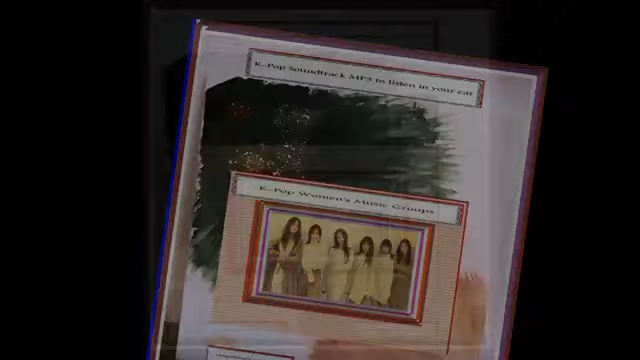 K-Pop Soundtrack MP3 to listen in your car
K-Pop Women's Music Groups